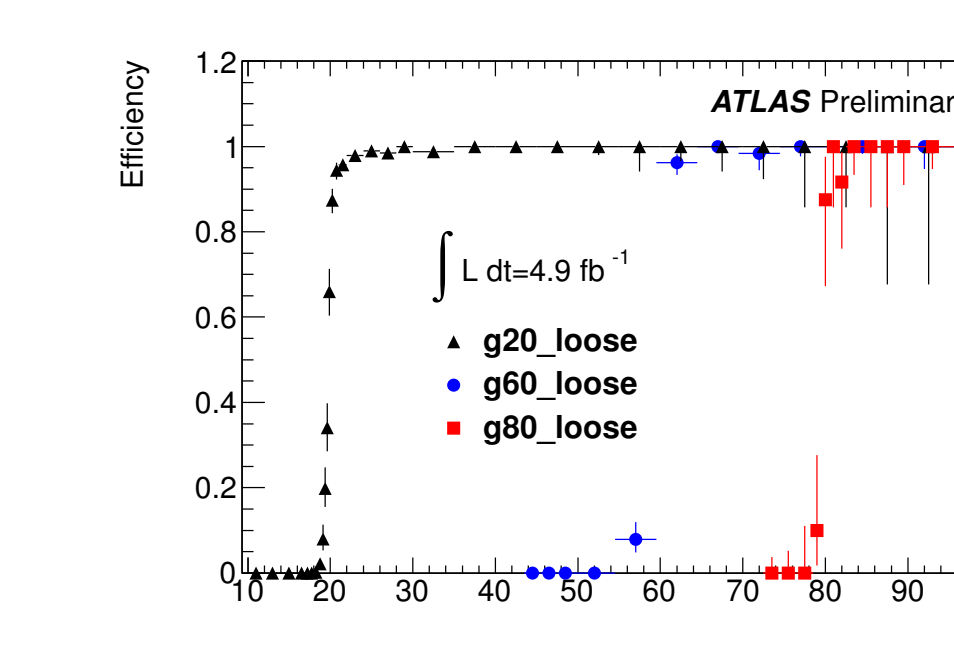 Efficiency
1.2
ATLAS Preliminar
1
0.8
∫ L dt=4.9 fb -1
0.6
g20_loose
g60_loose
0.4
g80_loose
0.2
0
10 20 30 40 50 60 70 80 90